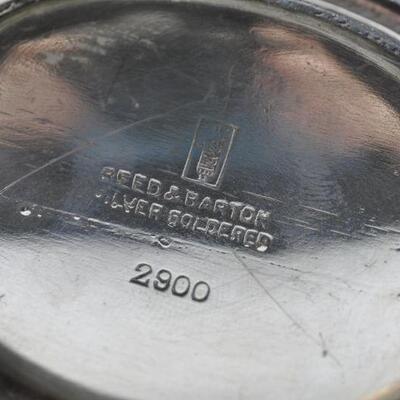 REED & BARTON
SILVER SOLDERED
2900